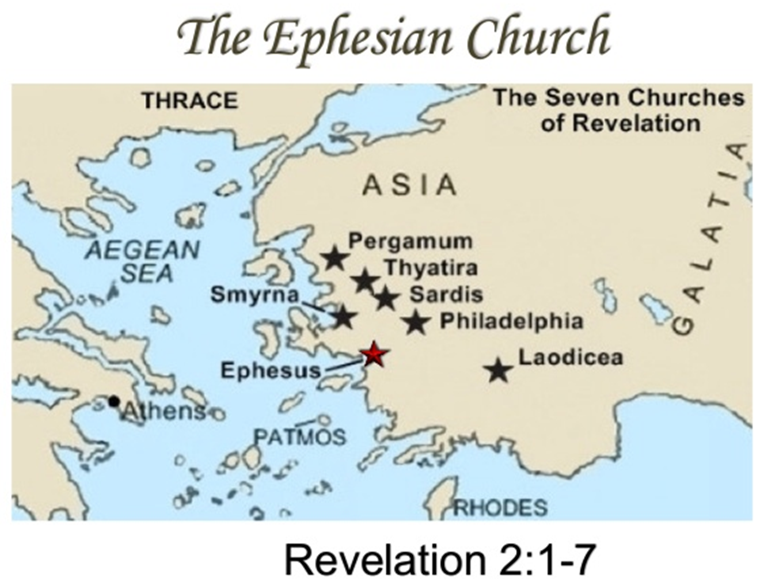 The Ephesian Church
THRACE
The Seven Churches
of Revelation
ASIA
GALATIA
AEGEAN
SEA
Pergamum
Thyatira
Smyrna
Sardis
Philadelphia
Ephesus
Laodicea
Athens
PATMOS
RHODES
Revelation 2:1-7